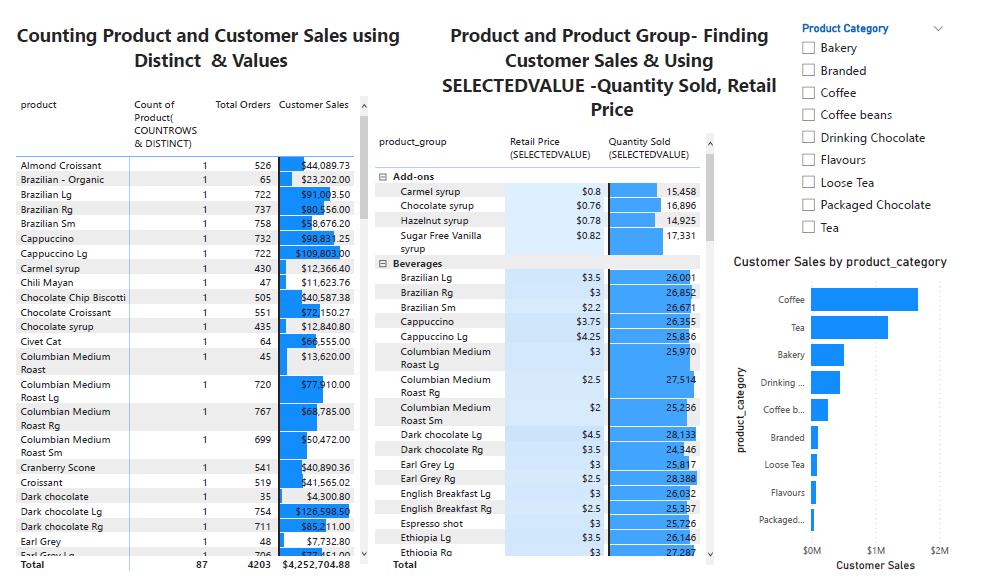 Counting Product and Customer Sales using
Distinct & Values
product Count of Product( COUNTROWS & DISTINCT) Total Orders Customer Sales
Almond Croissant 1 526 $44,089.73
Brazilian - Organic 1 65 $23,202.00
Brazilian Lg 1 722 $91,003.50
Brazilian Rg 1 737 $80,556.00
Brazilian Sm 1 758 $58,676.20
Cappuccino 1 732 $98,831.25
Cappuccino Lg 1 722 $109,803.00
Carmel syrup 1 430 $12,366.40
Chili Mayan 1 47 $11,623.76
Chocolate Chip Biscotti 1 505 $40,587.38
Chocolate Croissant 1 551 $72,150.27
Chocolate syrup 1 435 $12,840.80
Civet Cat 1 64 $66,555.00
Columbian Medium 1 45 $13,620.00
Roast
Columbian Medium 1 720 $77,910.00
Roast Lg
Columbian Medium 1 767 $68,785.00
Roast Rg
Columbian Medium 1 699 $50,472.00
Roast Sm
Cranberry Scone 1 541 $40,890.36
Croissant 1 519 $41,565.02
Dark chocolate 1 35 $4,300.80
Dark chocolate Lg 1 754 $126,598.50
Dark chocolate Rg 1 711 $85,211.00
Earl Grey 1 48 $7,732.80
Earl Grey Lg 1 706 $77,451.00
Total 87 4203 $4,252,704.88
Product and Product Group- Finding
Customer Sales & Using
SELECTEDVALUE -Quantity Sold, Retail
Price
product_group Retail Price (SELECTEDVALUE) Quantity Sold (SELECTEDVALUE)
Add-ons
Carmel syrup $0.8 15,458
Chocolate syrup $0.76 16,896
Hazelnut syrup $0.78 14,925
Sugar Free Vanilla $0.82 17,331
syrup
Beverages
Brazilian Lg $3.5 26,001
Brazilian Rg $3 26,852
Brazilian Sm $2.2 26,671
Cappuccino $3.75 26,355
Cappuccino Lg $4.25 25,836
Columbian Medium $3 25,970
Roast Lg
Columbian Medium $2.5 27,514
Roast Rg
Columbian Medium $2 25,236
Roast Sm
Dark chocolate Lg $4.5 28,133
Dark chocolate Rg $3.5 24,346
Earl Grey Lg $3 25,817
Earl Grey Rg $2.5 28,388
English Breakfast Lg $3 26,032
English Breakfast Rg $2.5 25,337
Espresso shot $3 25,726
Ethiopia Lg $3.5 26,146
Ethiopia Rg $3 27,287
Total
Product Category
Bakery
Branded
Coffee
Coffee beans
Drinking Chocolate
Flavours
Loose Tea
Packaged Chocolate
Tea
Customer Sales by product_category
product_category
Coffee
Tea
Bakery
Drinking ...
Coffee b...
Branded
Loose Tea
Flavours
Packaged...
$0M $1M $2M
Customer Sales